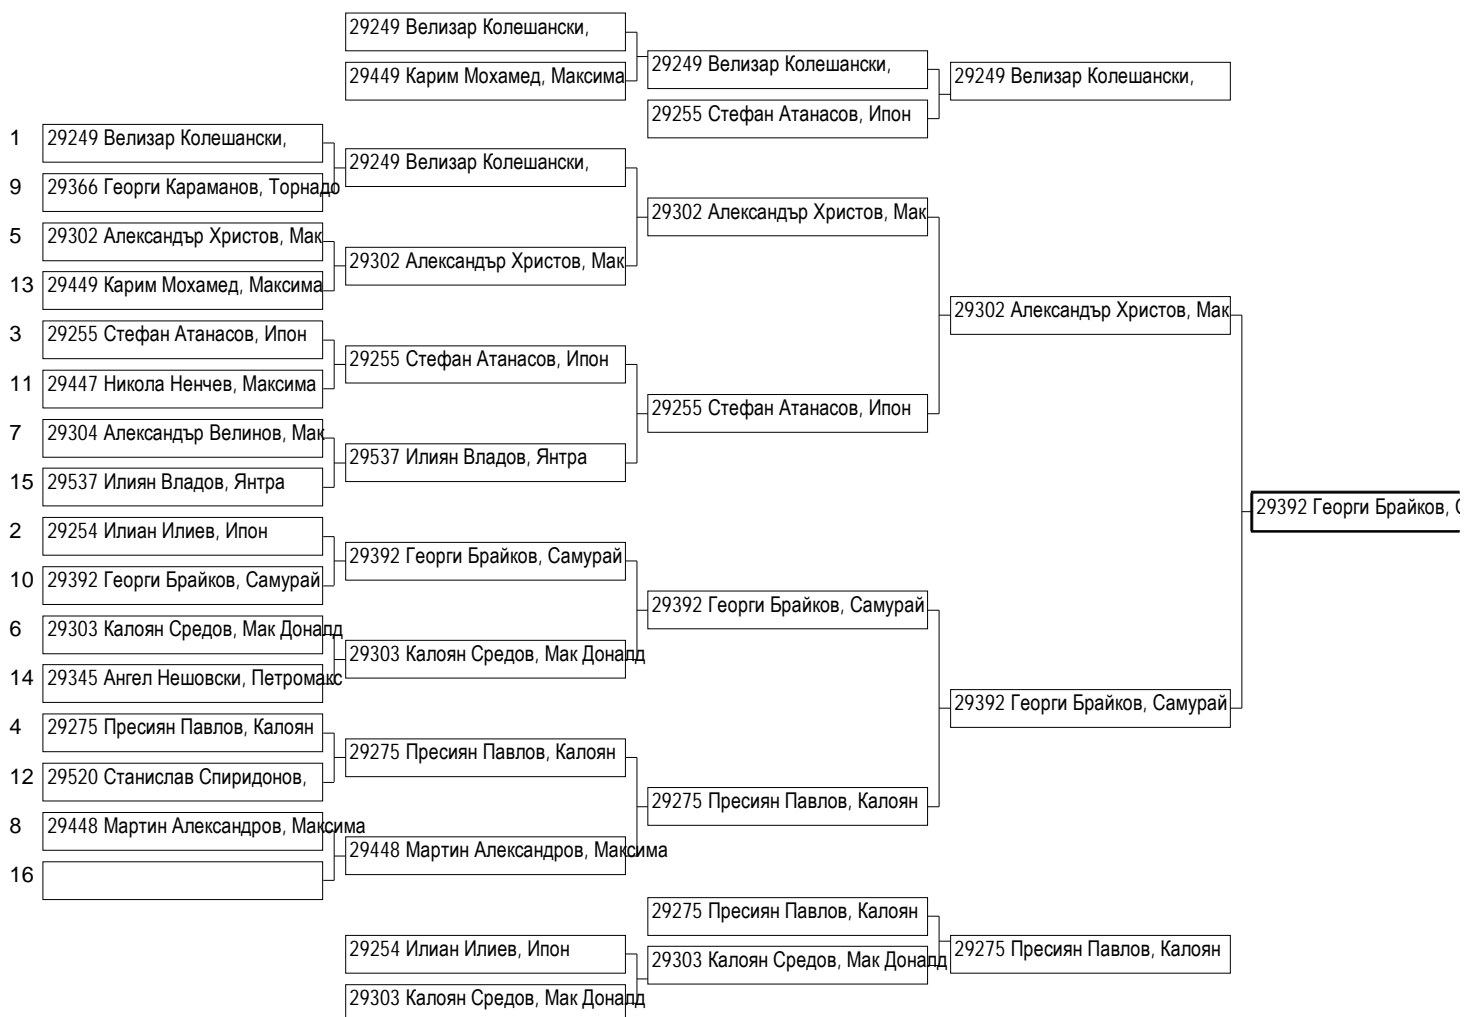 29249 Велизар Колешански,
29449 Карим Мохамед, Максима
29249 Велизар Колешански,
29255 Стефан Атанасов, Ипон
29249 Велизар Колешански,
1 29249 Велизар Колешански,
9 29366 Георги Караманов, Торнадо
5 29302 Александър Христов, Мак
13 29449 Карим Мохамед, Максима
3 29255 Стефан Атанасов, Ипон
11 29447 Никола Ненчев, Максима
7 29304 Александър Велинов, Мак
15 29537 Илиян Владов, Янтра
2 29254 Илиан Илиев, Ипон
10 29392 Георги Брайков, Самурай
6 29303 Калоян Средов, Мак Доналд
14 29345 Ангел Нешовски, Петромакс
4 29275 Пресиян Павлов, Калоян
12 29520 Станислав Спиридонов,
8 29448 Мартин Александров, Максима
16
29249 Велизар Колешански,
29302 Александър Христов, Мак
29255 Стефан Атанасов, Ипон
29537 Илиян Владов, Янтра
29392 Георги Брайков, Самурай
29303 Калоян Средов, Мак Доналд
29275 Пресиян Павлов, Калоян
29448 Мартин Александров, Максима
29302 Александър Христов, Мак
29255 Стефан Атанасов, Ипон
29392 Георги Брайков, Самурай
29275 Пресиян Павлов, Калоян
29302 Александър Христов, Мак
29392 Георги Брайков, Самурай
29392 Георги Брайков,
29254 Илиан Илиев, Ипон
29303 Калоян Средов, Мак Доналд
29275 Пресиян Павлов, Калоян
29303 Калоян Средов, Мак Доналд
29275 Пресиян Павлов, Калоян